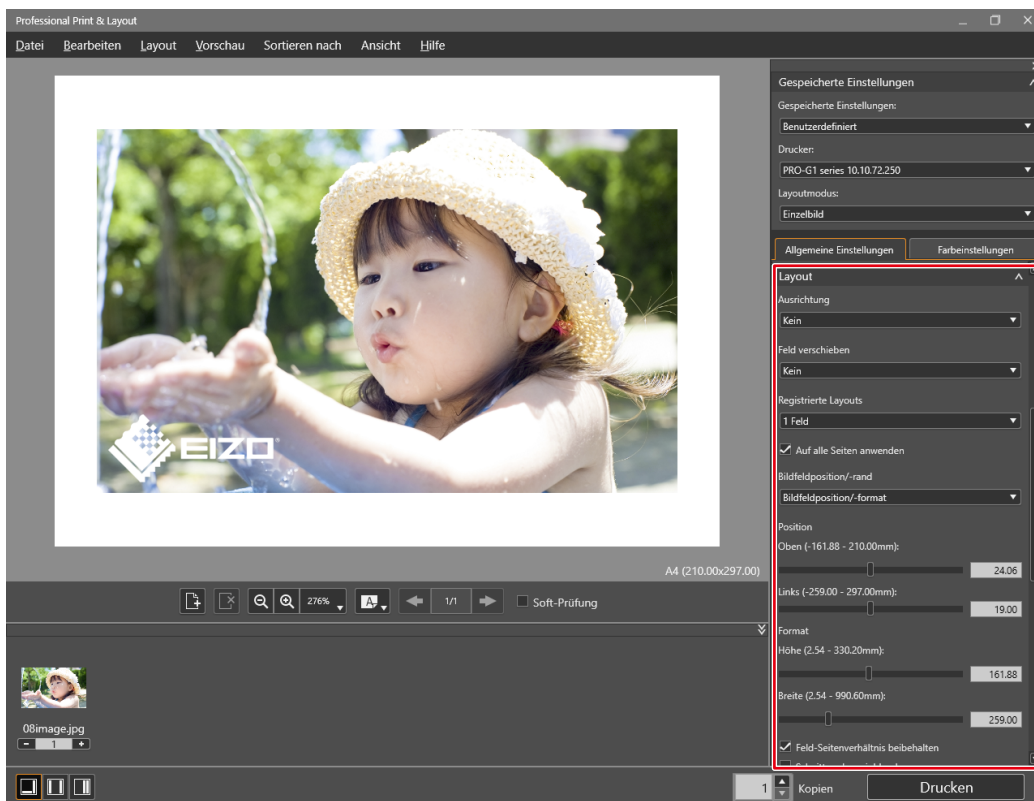 Professional Print & Layout
Datei Bearbeiten Layout Vorschau Sortieren nach Ansicht Hilfe
Gespeicherte Einstellungen
Gespeicherte Einstellungen:
Benutzerdefiniert
Drucker:
PRO-G1 series 10.10.72.250
Layoutmodus:
Einzelbild
Allgemeine Einstellungen Farbeinstellungen
Layout
Ausrichtung
Kein
Feld verschieben
Kein
Registrierte Layouts
1 Feld
Auf alle Seiten anwenden
Bildfeldposition/-rand
Bildfeldposition/-format
Position
Oben (-161.88 - 210.00mm):
24.06
Links (-259.00 - 297.00mm):
19.00
Format
Höhe (2.54 - 330.20mm):
161.88
Breite (2.54 - 990.60mm):
259.00
Feld-Seitenverhältnis beibehalten
EIZO
A4 (210.00x297.00)
276% A 1/1 Soft-Prüfung
08image.jpg
- 1 +
1 Kopien Drucken